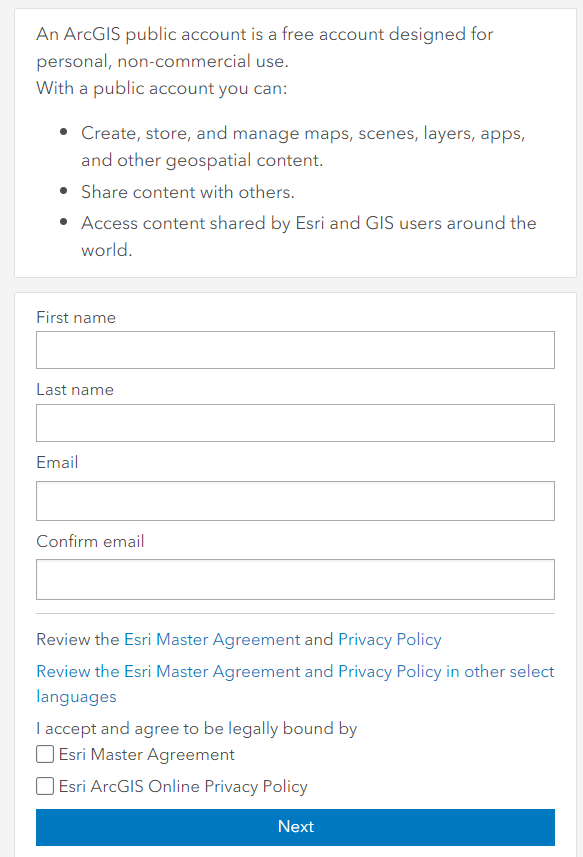 An ArcGIS public account is a free account designed for
personal, non-commercial use.
With a public account you can:
Create, store, and manage maps, scenes, layers, apps,
and other geospatial content.
Share content with others.
Access content shared by Esri and GIS users around the
world.
First name
Last name
Email
Confirm email
Review the Esri Master Agreement and Privacy Policy
Review the Esri Master Agreement and Privacy Policy in other select
languages
I accept and agree to be legally bound by
Esri Master Agreement
Esri ArcGIS Online Privacy Policy
Next